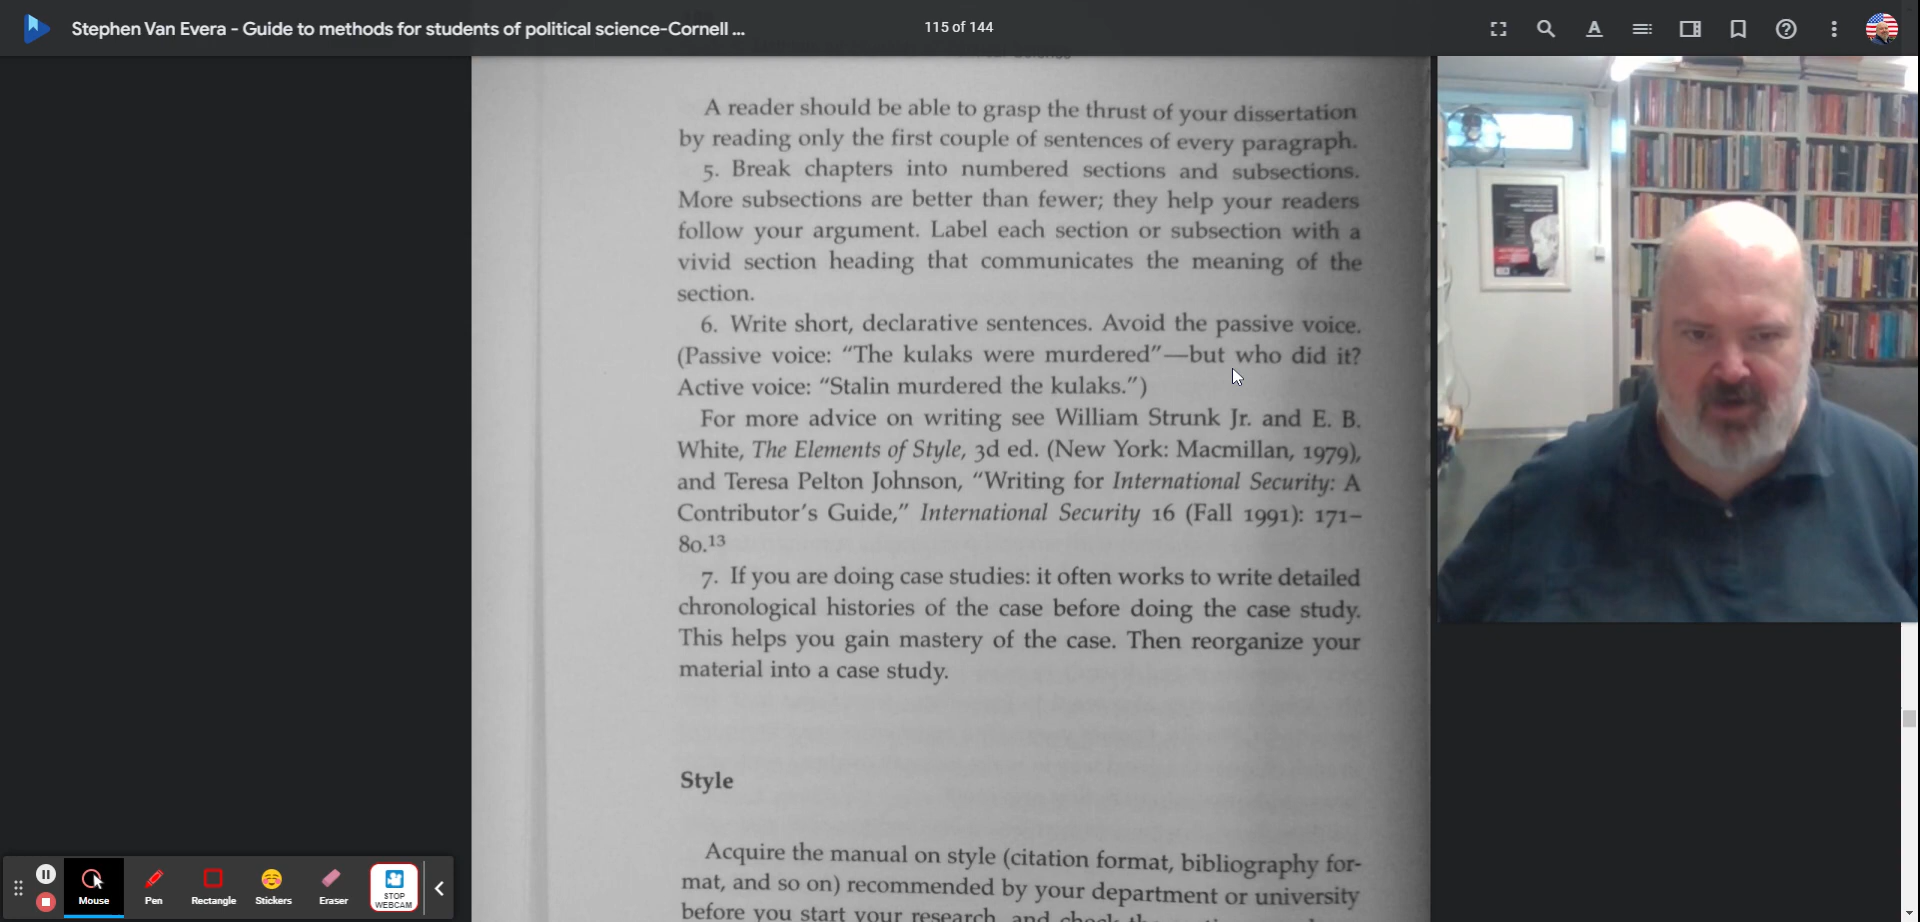 Stephen Van Evera - Guide to methods for students of political science-Cornell ...
115 of 144
A reader should be able to grasp the thrust of your dissertation
by reading only the first couple of sentences of every paragraph.
5. Break chapters into numbered sections and subsections.
More subsections are better than fewer; they help your readers
follow your argument. Label each section or subsection with a
vivid section heading that communicates the meaning of the
section.
6. Write short, declarative sentences. Avoid the passive voice.
(Passive voice: “The kulaks were murdered”—but who did it?
Active voice: “Stalin murdered the kulaks.”)
For more advice on writing see William Strunk Jr. and E. B.
White, The Elements of Style, 3d ed. (New York: Macmillan, 1979),
and Teresa Pelton Johnson, “Writing for International Security: A
Contributor’s Guide,” International Security 16 (Fall 1991): 171–
80.13
7. If you are doing case studies: it often works to write detailed
chronological histories of the case before doing the case study.
This helps you gain mastery of the case. Then reorganize your
material into a case study.
Style
Acquire the manual on style (citation format, bibliography for-
mat, and so on) recommended by your department or university
before you start your research, and check the
Mouse
Pen
Rectangle
Stickers
Eraser
STOP
WEBCAM